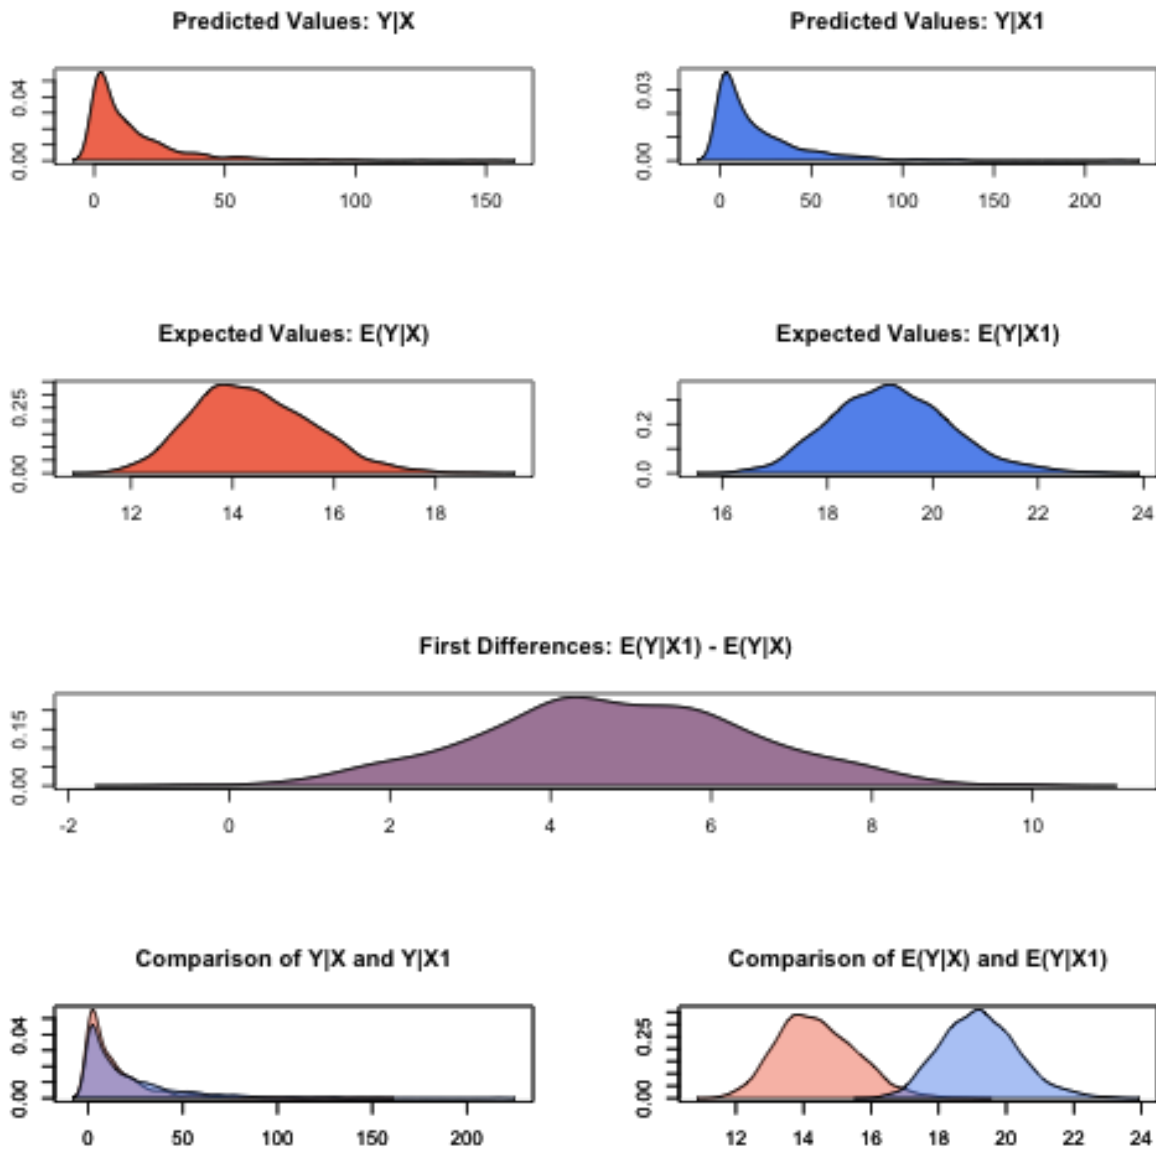 Predicted Values: Y|X
Predicted Values: Y|X1
0.04
0.00
0 50 100 150
0.03
0.00
0 50 100 150 200
Expected Values: E(Y|X)
Expected Values: E(Y|X1)
0.25
0.00
12 14 16 18
0.2
0.0
16 18 20 22 24
First Differences: E(Y|X1) - E(Y|X)
0.15
0.00
-2 0 2 4 6 8 10
Comparison of Y|X and Y|X1
Comparison of E(Y|X) and E(Y|X1)
0.04
0.00
0 50 100 150 200
0.25
0.00
12 14 16 18 20 22 24